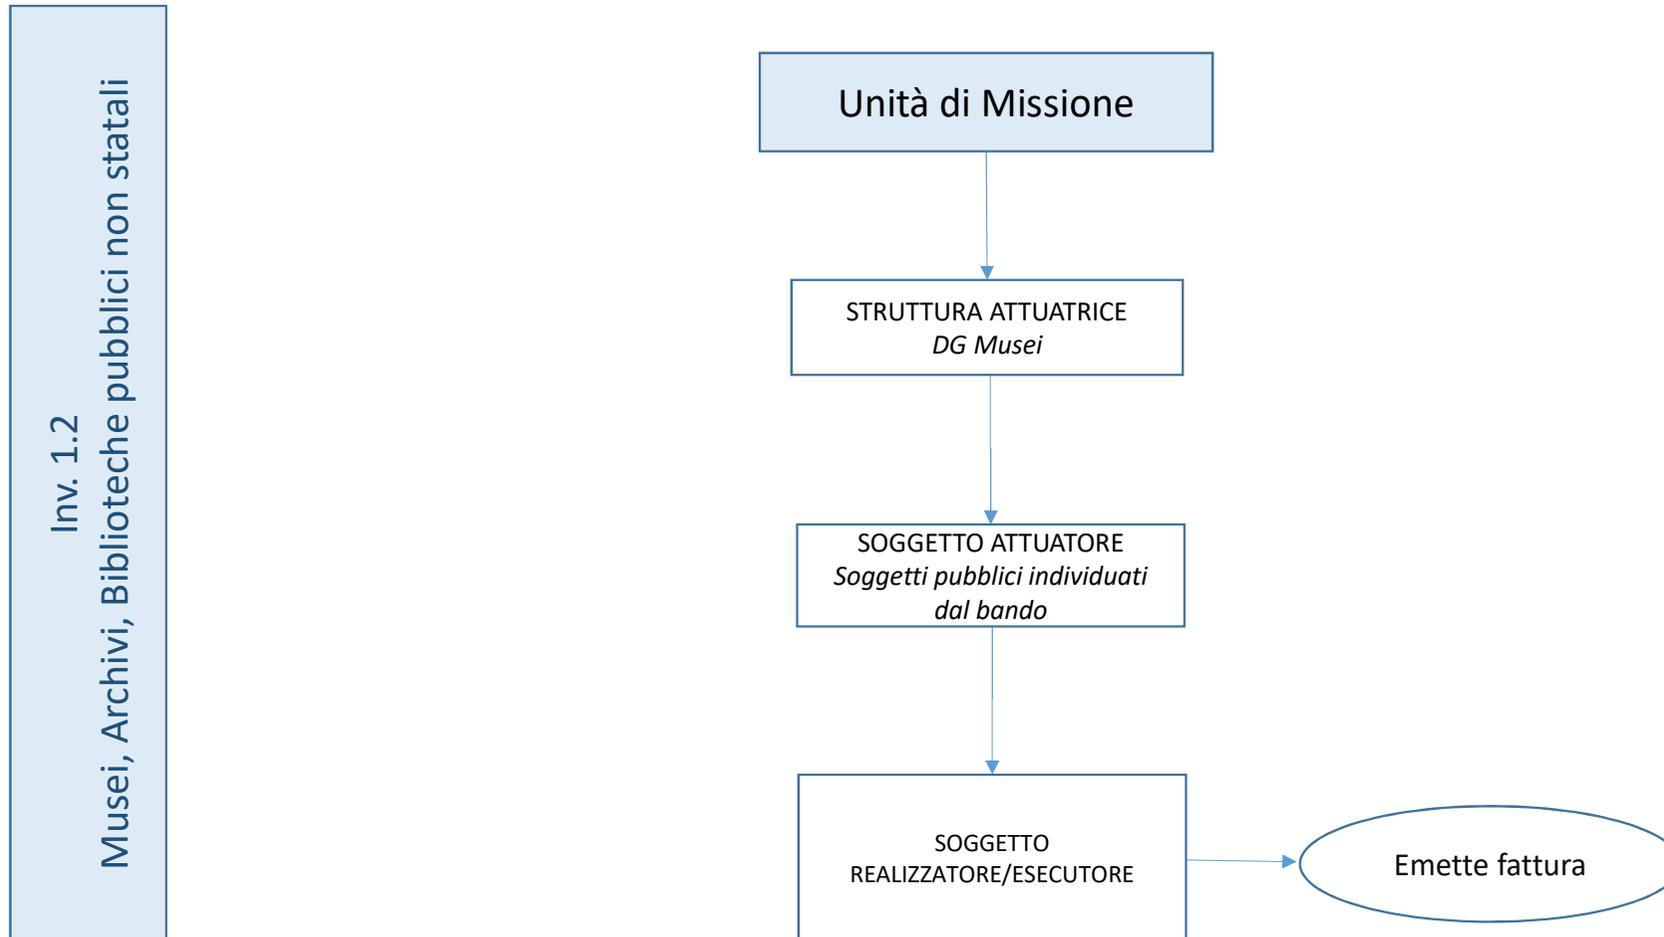 Inv. 1.2
Musei, Archivi, Biblioteche pubblici non statali
Unità di Missione
STRUTTURA ATTUATRICE
DG Musei
SOGGETTO ATTUATORE
Soggetti pubblici individuati
dal bando
SOGGETTO
REALIZZATORE/ESECUTORE
Emette fattura